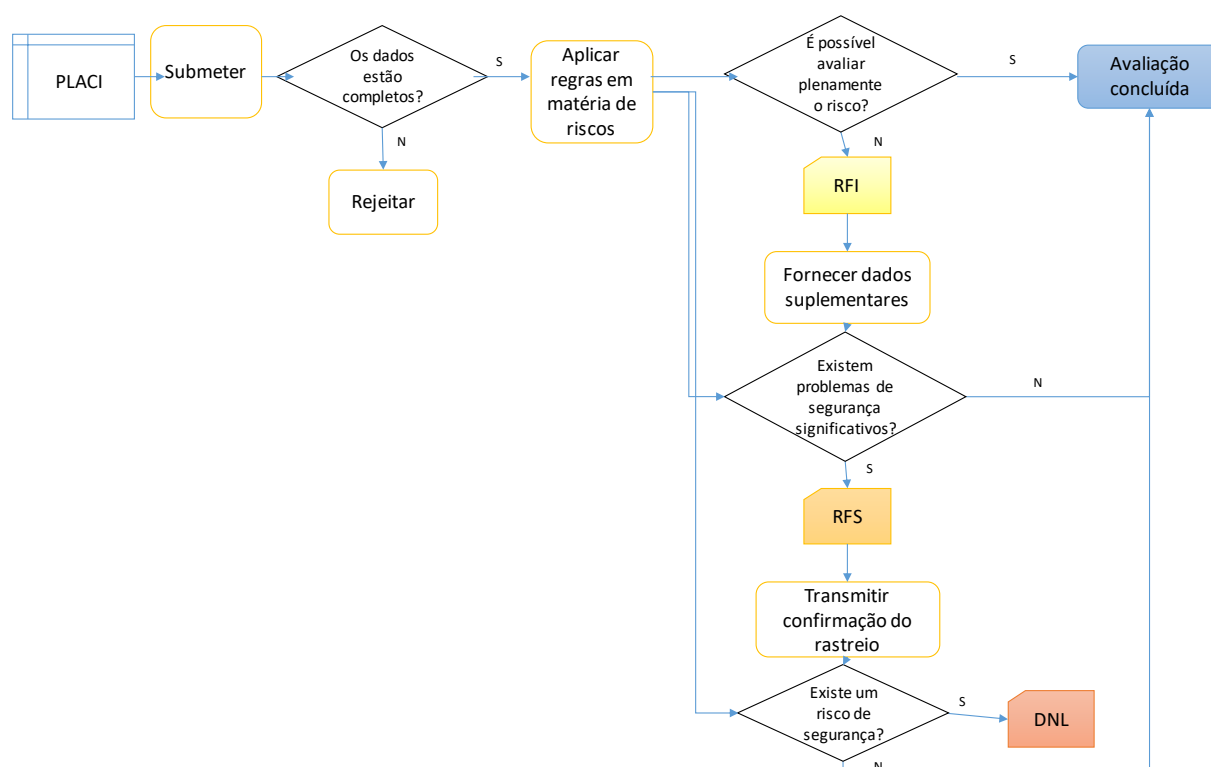 PLACI
Submeter
Os dados
estão
completos?
S
N
Rejeitar
Aplicar
regras em
matéria de
riscos
É possível
avaliar
plenamente
o risco?
S
Avaliação
concluída
N
RFI
Fornecer dados
suplementares
Existem
problemas de
segurança
significativos?
N
S
RFS
Transmitir
confirmação do
rastreio
Existe um
risco de
segurança?
S
DNL
N